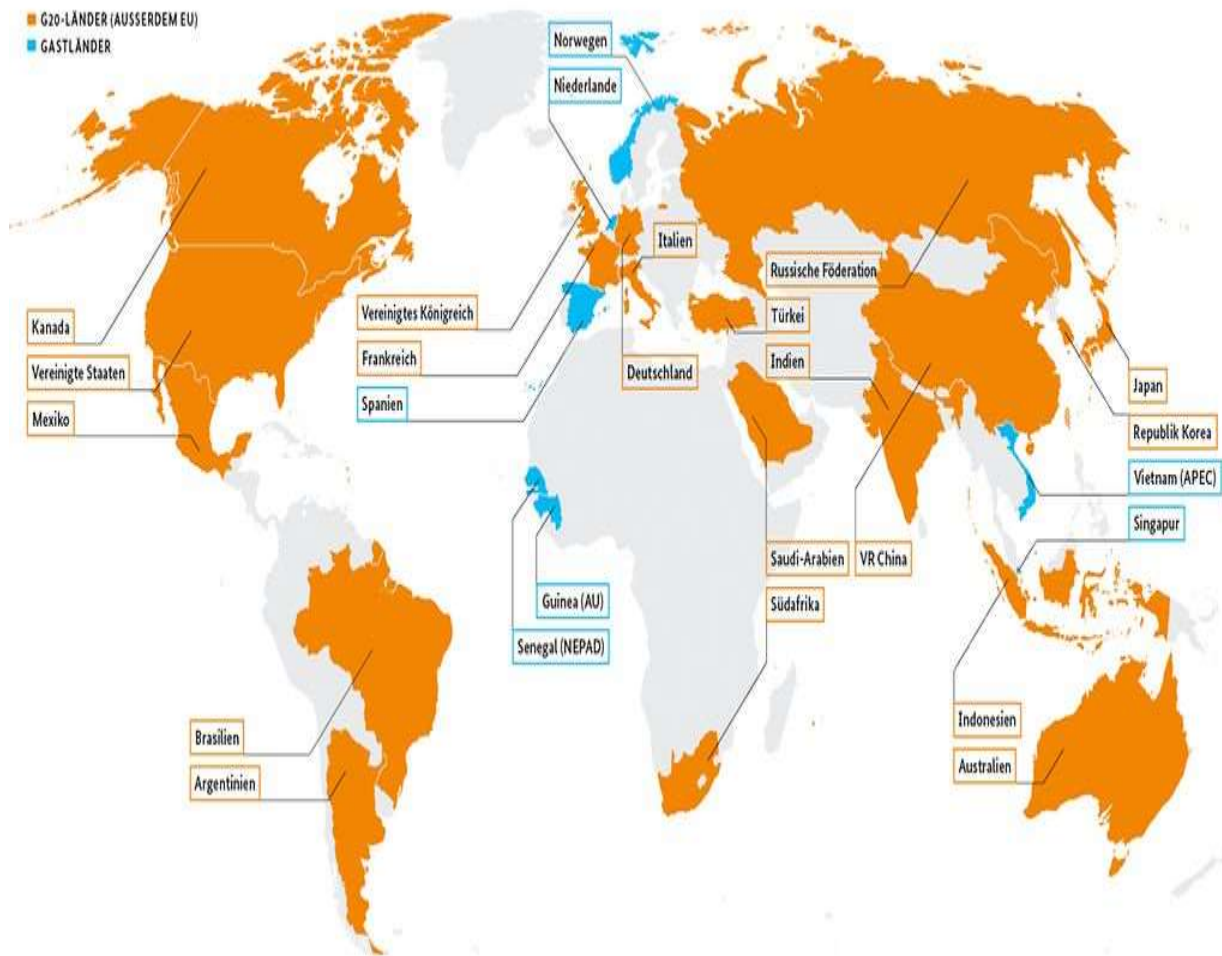 G20-LÄNDER (AUSSERDEM EU)
GASTLÄNDER
Norwegen
Niederlande
Italien
Russische Föderation
Kanada
Vereinigtes Königreich
Türkei
Vereinigte Staaten
Frankreich
Deutschland
Indien
Japan
Mexiko
Spanien
Republik Korea
Vietnam (APEC)
Singapur
Saudi-Arabien
VR China
Guinea (AU)
Südafrika
Senegal (NEPAD)
Brasilien
Indonesien
Argentinien
Australien